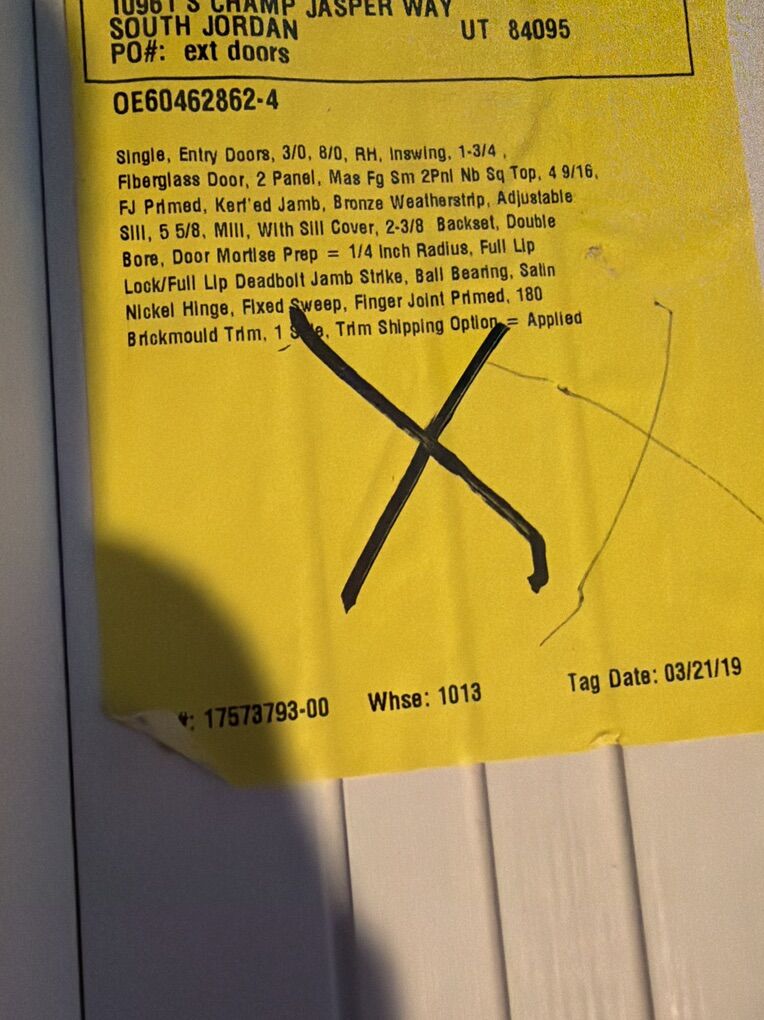 10961 S CHAMP JASPER WAY
SOUTH JORDAN UT 84095
PO#: ext doors
OE60462862-4
Single, Entry Doors, 3/0, 8/0, RH, Inswing, 1-3/4 ,
Fiberglass Door, 2 Panel, Mas Fg Sm 2Pnl Nb Sq Top, 4 9/16,
FJ Primed, Kerf'ed Jamb, Bronze Weatherstrip, Adjustable
Sill, 5 5/8, Mill, With Sill Cover, 2-3/8 Backset, Double
Bore, Door Mortise Prep = 1/4 Inch Radius, Full Lip
Lock/Full Lip Deadbolt Jamb Strike, Ball Bearing, Satin
Nickel Hinge, Fixed Sweep, Finger Joint Primed, 180
Brickmould Trim, 1 Side, Trim Shipping Option = Applied
#: 17573793-00 Whse: 1013 Tag Date: 03/21/19